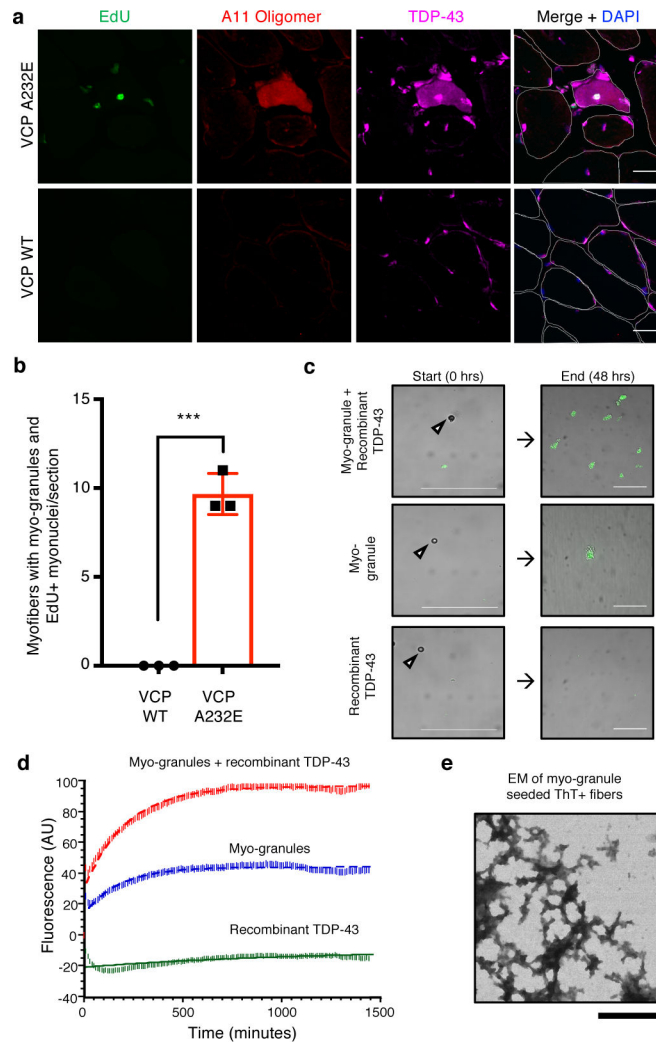 a
EdU
A11 Oligomer
TDP-43
Merge + DAPI
VCP A232E
VCP WT
b
Myofibers with myo-granules and
EdU+ myonuclei/section
15
10
5
0
***
VCP
WT
VCP
A232E
c
Start (0 hrs)
End (48 hrs)
Myo-granule +
Recombinant
TDP-43
Myo-
granule
Recombinant
TDP-43
d
Myo-granules + recombinant TDP-43
Myo-granules
Recombinant TDP-43
Fluorescence (AU)
100
80
60
40
20
0
-20
-40
0
500
1000
1500
Time (minutes)
e
EM of myo-granule
seeded ThT+ fibers